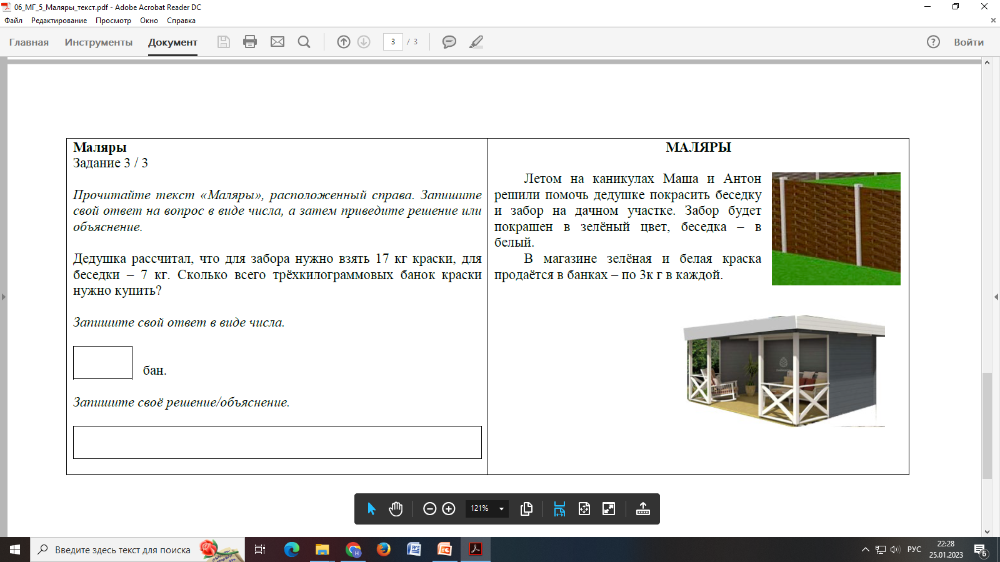 06_МГ_5_Маляры_текст.pdf - Adobe Acrobat Reader DC
Файл Редактирование Просмотр Окно Справка
Главная Инструменты Документ 3 / 3 Войти
Маляры
Задание 3 / 3
Прочитайте текст «Маляры», расположенный справа. Запишите
свой ответ на вопрос в виде числа, а затем приведите решение или
объяснение.
Дедушка рассчитал, что для забора нужно взять 17 кг краски, для
беседки – 7 кг. Сколько всего трёхкилограммовых банок краски
нужно купить?
Запишите свой ответ в виде числа.
бан.
Запишите своё решение/объяснение.
МАЛЯРЫ
Летом на каникулах Маша и Антон
решили помочь дедушке покрасить беседку
и забор на дачном участке. Забор будет
покрашен в зелёный цвет, беседка – в
белый.
В магазине зелёная и белая краска
продаётся в банках – по 3к г в каждой.
121%
Введите здесь текст для поиска
РУС
22:28
25.01.2023
6